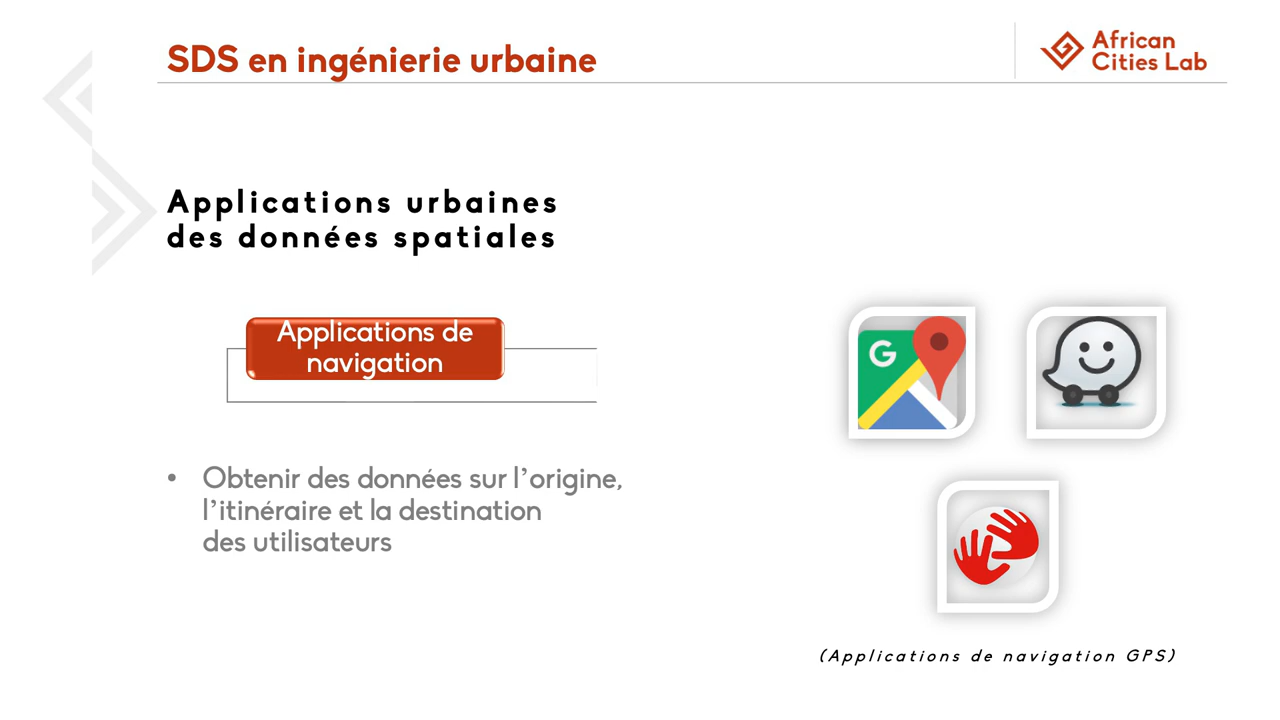 SDS en ingénierie urbaine
African
Cities Lab
Applications urbaines
des données spatiales
Applications de
navigation
• Obtenir des données sur l’origine,
l’itinéraire et la destination
des utilisateurs
G
(Applications de navigation GPS)